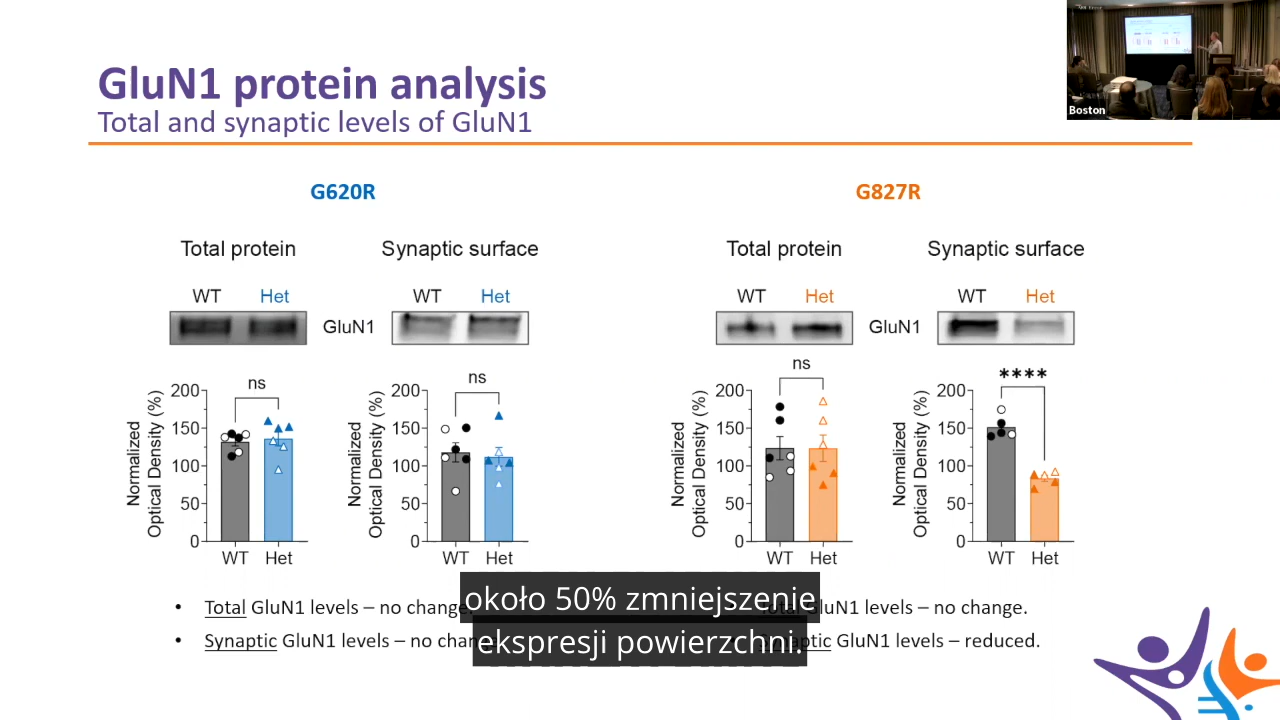 GluN1 protein analysis
Total and synaptic levels of GluN1
Boston
G620R
G827R
Total protein
Synaptic surface
Total protein
Synaptic surface
WT Het
WT Het
WT Het
WT Het
GluN1
GluN1
ns
ns
ns
****
Normalized
Optical Density (%)
200
150
100
50
0
WT Het
Normalized
Optical Density (%)
200
150
100
50
0
WT Het
Normalized
Optical Density (%)
200
150
100
50
0
WT Het
Normalized
Optical Density (%)
200
150
100
50
0
WT Het
• Total GluN1 levels – no change.
• Synaptic GluN1 levels – no change.
Total GluN1 levels – no change.
Synaptic GluN1 levels – reduced.
około 50% zmniejszenie
ekspresji powierzchni.